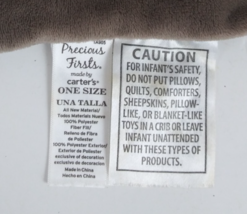 Precious
Firsts
made by
carter's
ONE SIZE
UNA TALLA
All New Material/
Todos Materiales Nuevo
100% Polyester
Fiber Fill/
Relleno de Fibra
de Poliester
100% Polyester Exterior
Exterior de Poliester
exclusive of decoration
exclusivo de decoracion
Made in China
Hecho en China
CAUTION
FOR INFANT'S SAFETY,
DO NOT PUT PILLOWS,
QUILTS, COMFORTERS,
SHEEPSKINS, PILLOW-
LIKE, OR BLANKET-LIKE
TOYS IN A CRIB OR LEAVE
INFANT UNATTENDED
WITH THESE TYPES OF
PRODUCTS.